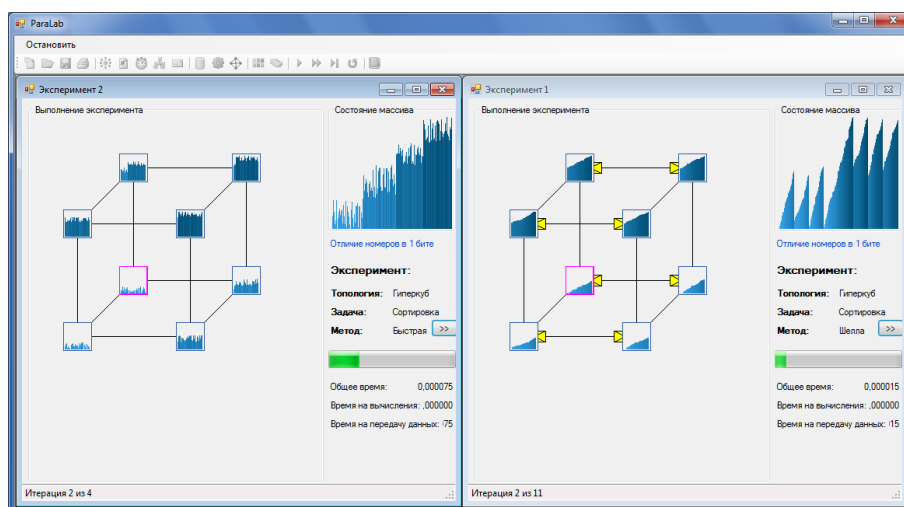 ParaLab
Остановить
Эксперимент 2
Выполнение эксперимента
Состояние массива
Отличие номеров в 1 бите
Эксперимент:
Топология: Гиперкуб
Задача: Сортировка
Метод: Быстрая >>
Общее время: 0,000075
Время на вычисления: ,000000
Время на передачу данных: 75
Итерация 2 из 4
Эксперимент 1
Выполнение эксперимента
Состояние массива
Отличие номеров в 1 бите
Эксперимент:
Топология: Гиперкуб
Задача: Сортировка
Метод: Шелла >>
Общее время: 0,000015
Время на вычисления: ,000000
Время на передачу данных: 15
Итерация 2 из 11